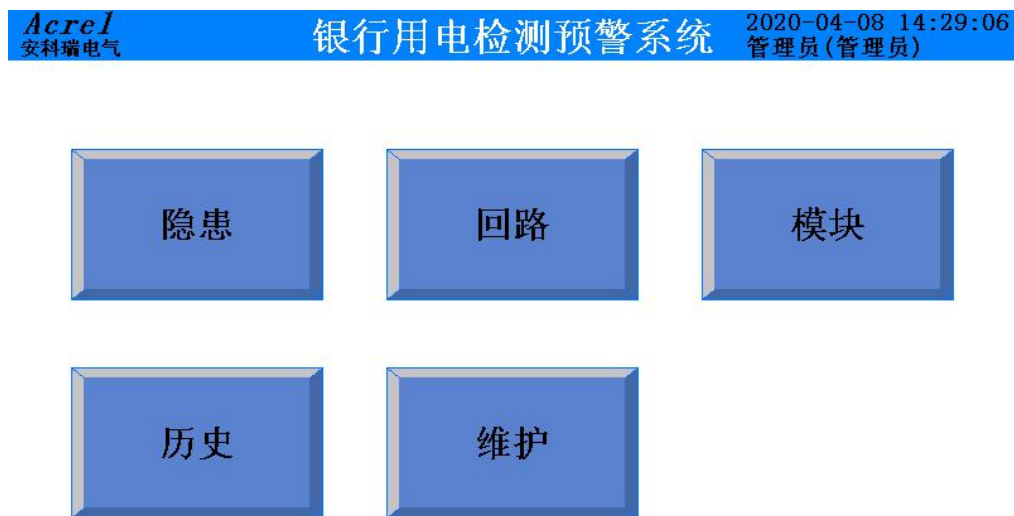 Acrel
安科瑞电气
银行用电检测预警系统
2020-04-08 14:29:06
管理员(管理员)
隐患
回路
模块
历史
维护